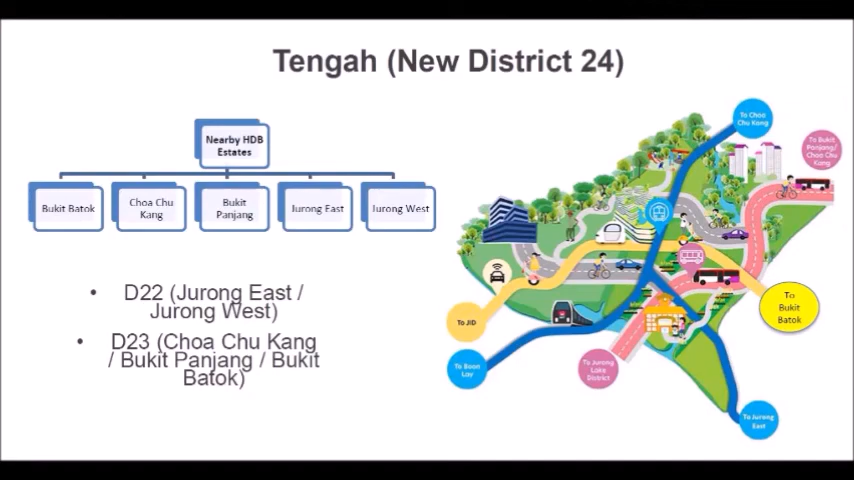 Tengah (New District 24)
Nearby HDB
Estates
Bukit Batok
Choa Chu
Kang
Bukit
Panjang
Jurong East
Jurong West
• D22 (Jurong East /
Jurong West)
• D23 (Choa Chu Kang
/ Bukit Panjang / Bukit
Batok)
To Choa
Chu Kang
To Bukit
Panjang/
Choa Chu
Kang
To JID
To
Bukit
Batok
To Boon
Lay
To Jurong
Lake
District
To Jurong
East